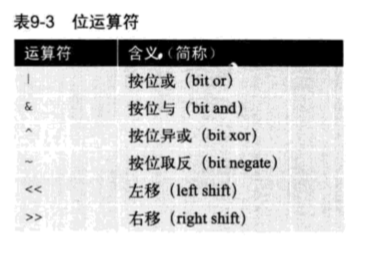 表9-3 位运算符
运算符 含义（简称）
| 按位或（bit or）
& 按位与（bit and）
^ 按位异或（bit xor）
~ 按位取反（bit negate）
<< 左移（left shift）
>> 右移（right shift）